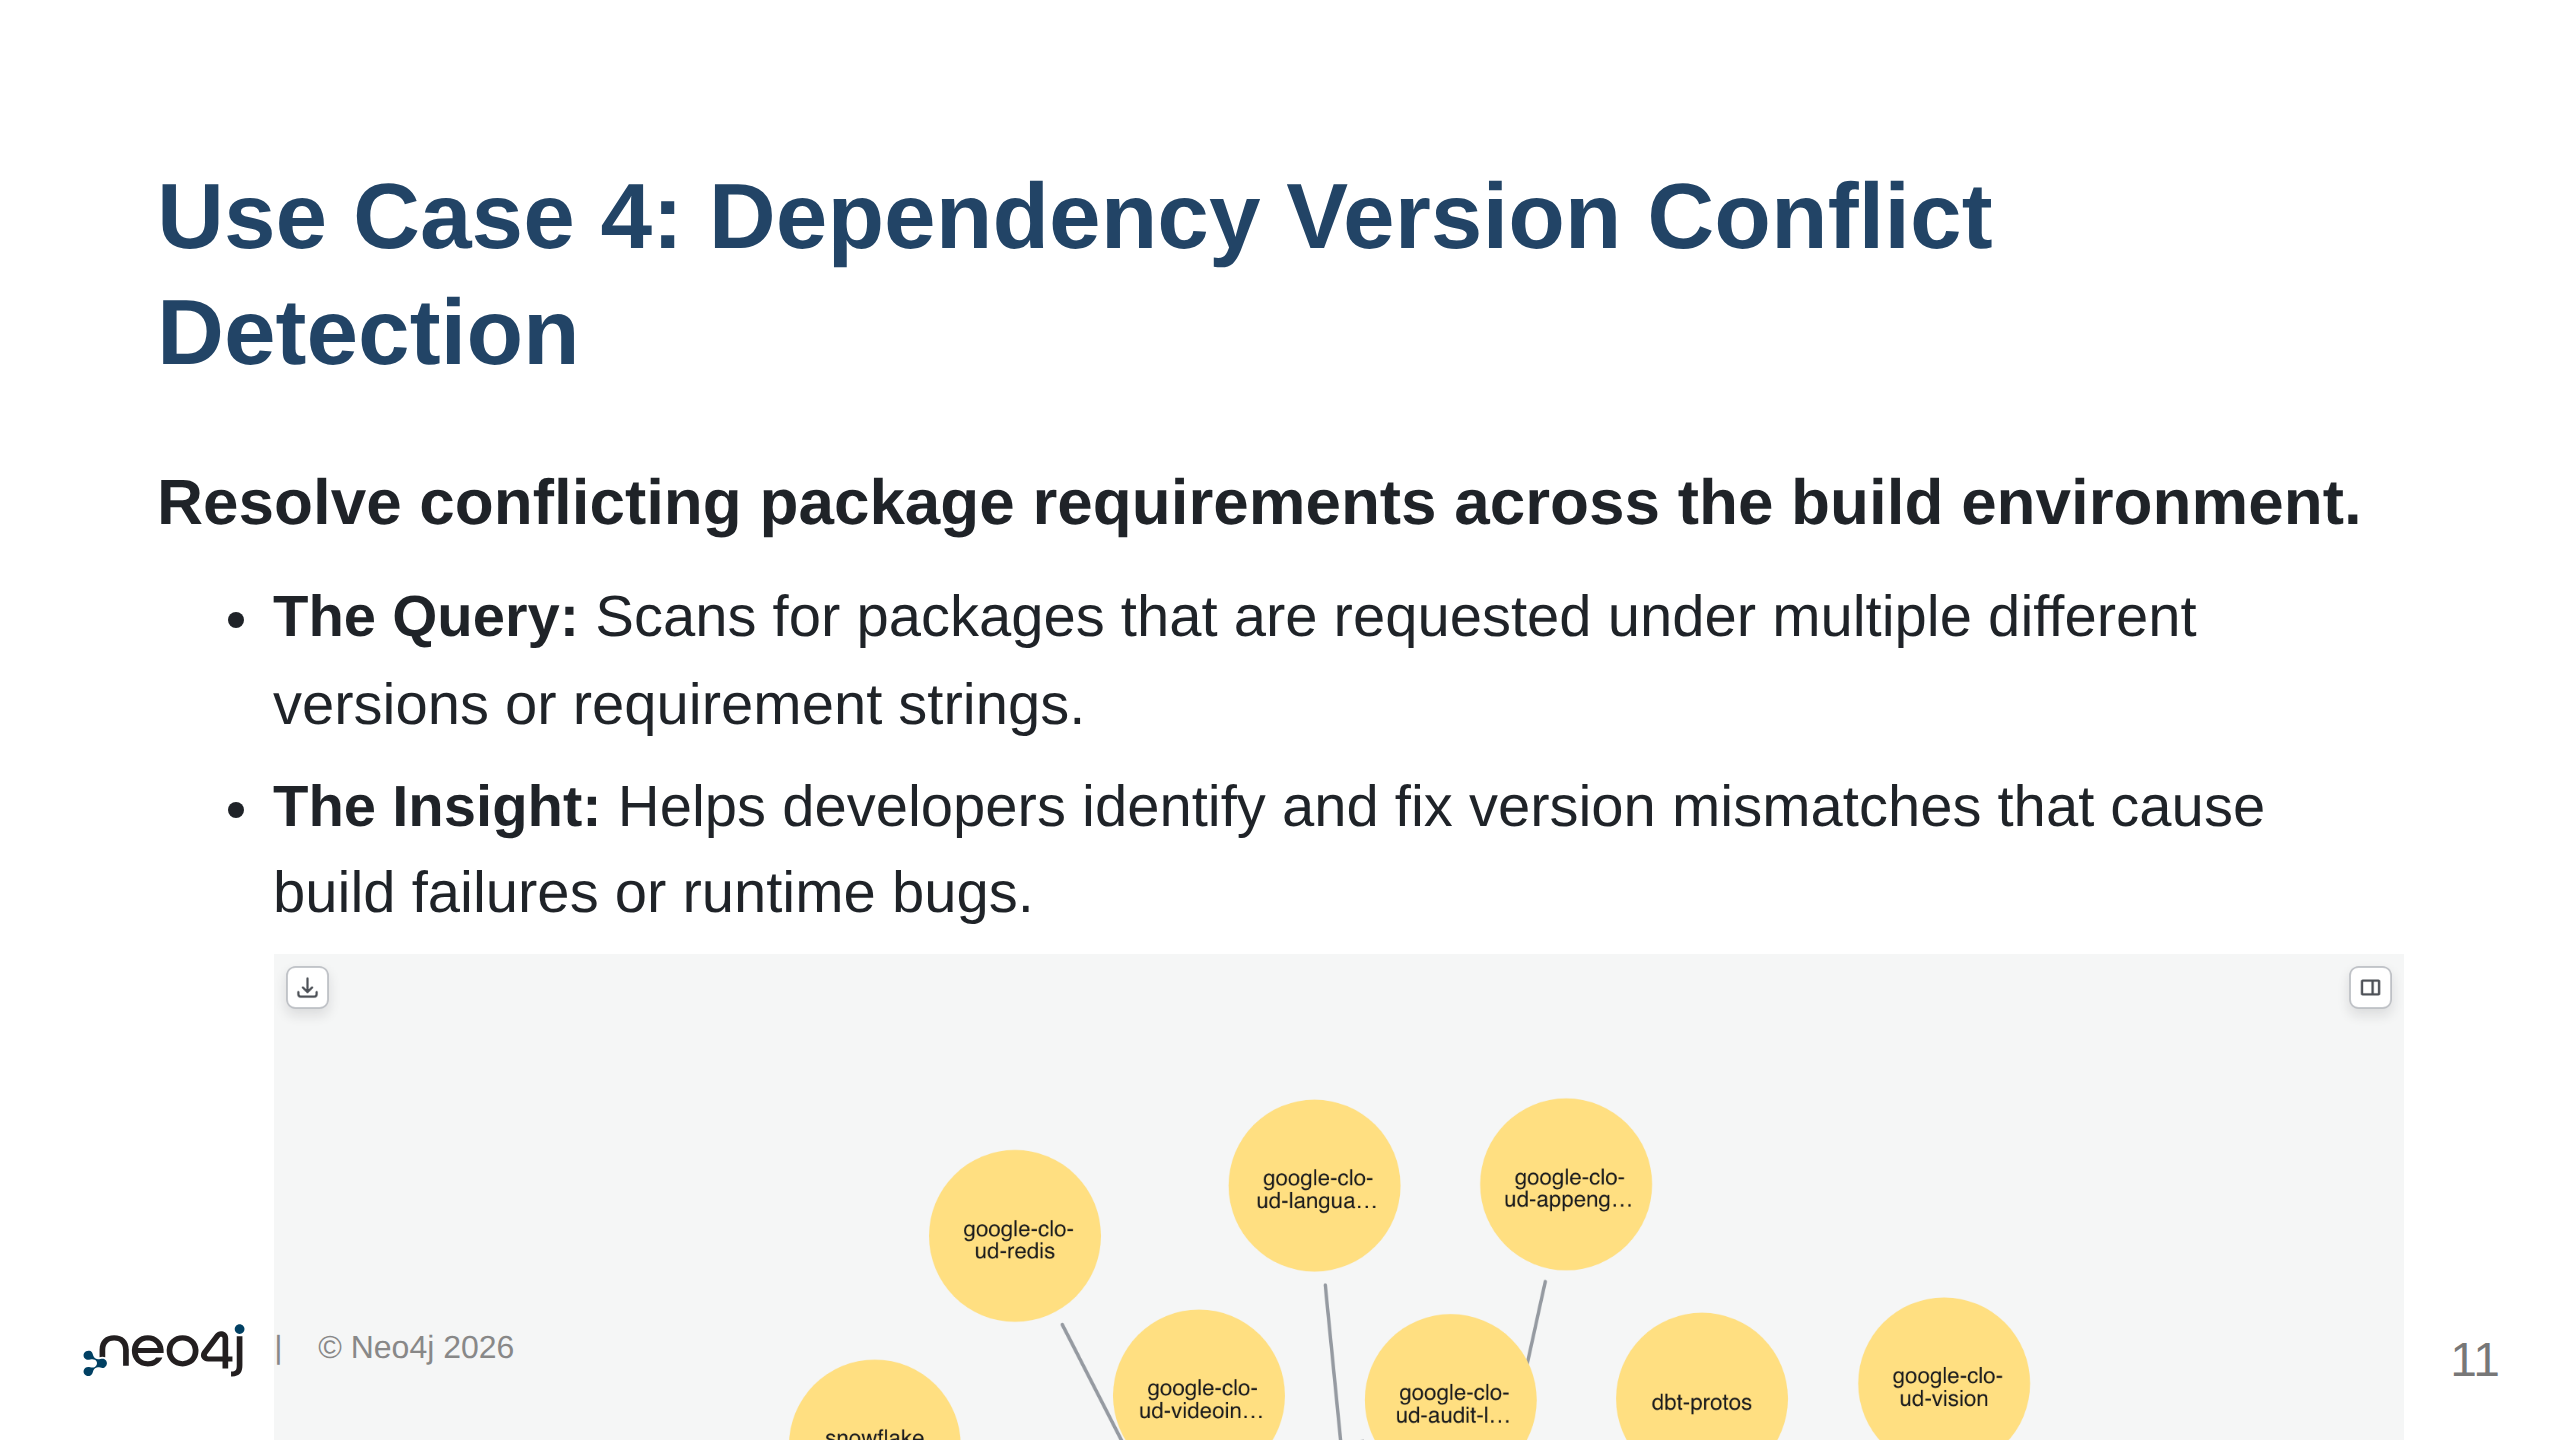 Use Case 4: Dependency Version Conflict
Detection
Resolve conflicting package requirements across the build environment.
• The Query: Scans for packages that are requested under multiple different
versions or requirement strings.
• The Insight: Helps developers identify and fix version mismatches that cause
build failures or runtime bugs.
google-clo-
ud-langua…
google-clo-
ud-appeng…
google-clo-
ud-redis
google-clo-
ud-videoin…
google-clo-
ud-audit-l…
dbt-protos
google-clo-
ud-vision
snowflake
neo4j | © Neo4j 2026
11